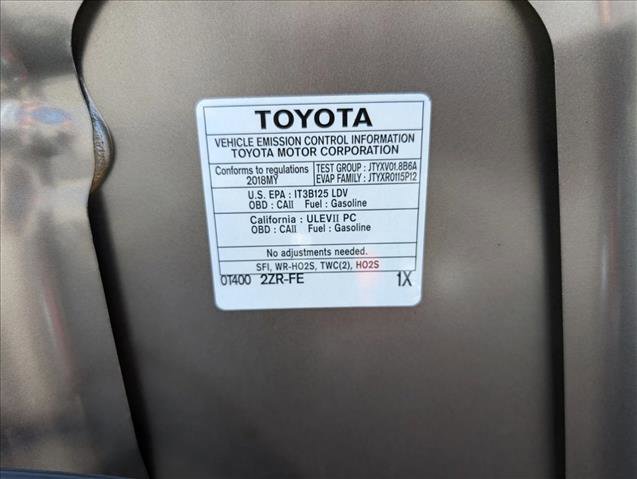 TOYOTA
VEHICLE EMISSION CONTROL INFORMATION
TOYOTA MOTOR CORPORATION
Conforms to regulations
2018MY
TEST GROUP : JTYXV01.8B6A
EVAP FAMILY : JTYXR0115P12
U.S. EPA : IT3B125 LDV
OBD : CAII Fuel : Gasoline
California : ULEVII PC
OBD : CAII Fuel : Gasoline
No adjustments needed.
SFI, WR-HO2S, TWC(2), HO2S
0T400 2ZR-FE 1X